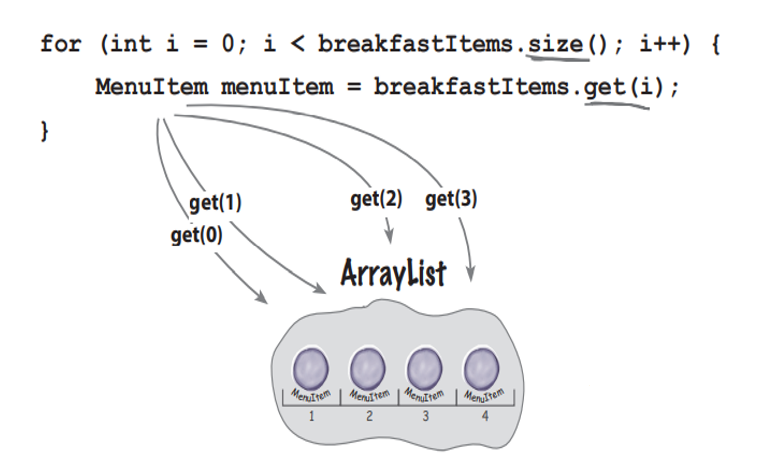 for (int i = 0; i < breakfastItems.size(); i++) {
MenuItem menuItem = breakfastItems.get(i);
}
get(1)
get(2)
get(3)
get(0)
ArrayList
MenuItem MenuItem MenuItem MenuItem
1 2 3 4